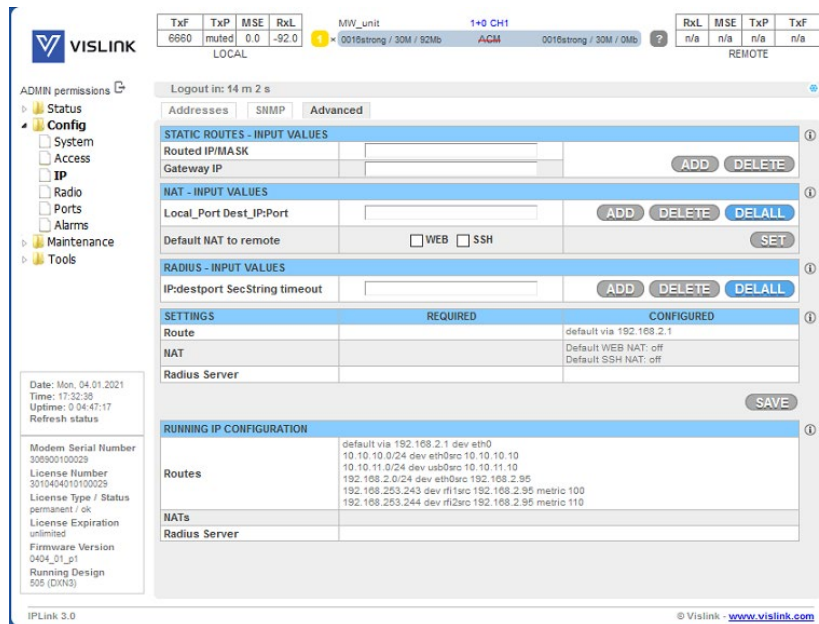 VISLINK
TxF TxP MSE RxL
6660 muted 0.0 -92.0
LOCAL
MW_unit 1+0 CH1
1 × 0016strong / 30M / 92Mb ACM 0016strong / 30M / 0Mb ?
RxL MSE TxP TxF
n/a n/a n/a n/a
REMOTE
ADMIN permissions
Status
Config
System
Access
IP
Radio
Ports
Alarms
Maintenance
Tools
Logout in: 14 m 2 s
Addresses SNMP Advanced
STATIC ROUTES - INPUT VALUES
Routed IP/MASK
Gateway IP
ADD DELETE
NAT - INPUT VALUES
Local_Port Dest_IP:Port ADD DELETE DELALL
Default NAT to remote WEB SSH SET
RADIUS - INPUT VALUES
IP:destport SecString timeout ADD DELETE DELALL
SETTINGS REQUIRED CONFIGURED
Route default via 192.168.2.1
NAT Default WEB NAT: off
Default SSH NAT: off
Radius Server
SAVE
RUNNING IP CONFIGURATION
Routes
default via 192.168.2.1 dev eth0
10.10.10.0/24 dev eth0src 10.10.10.10
10.10.11.0/24 dev usb0src 10.10.11.10
192.168.2.0/24 dev eth0src 192.168.2.95
192.168.253.243 dev rfi1src 192.168.2.95 metric 100
192.168.253.244 dev rfi2src 192.168.2.95 metric 110
NATs
Radius Server
Date: Mon, 04.01.2021
Time: 17:32:36
Uptime: 0 04:47:17
Refresh status
Modem Serial Number
306900100029
License Number
3010404010100029
License Type / Status
permanent / ok
License Expiration
unlimited
Firmware Version
0404_01_p1
Running Design
505 (DXN3)
IPLink 3.0
© Vislink - www.vislink.com